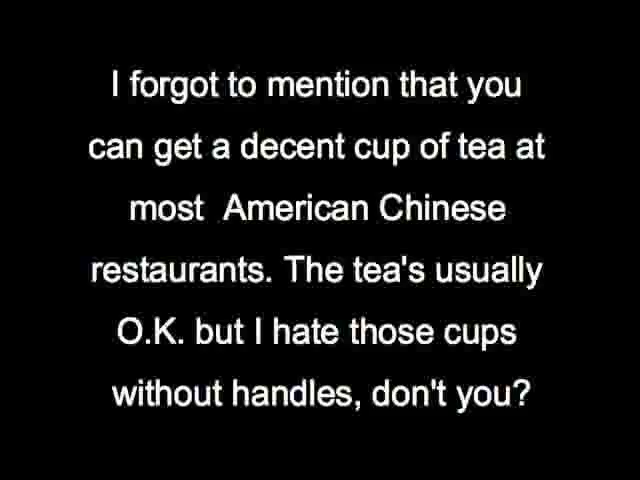 I forgot to mention that you
can get a decent cup of tea at
most  American Chinese
restaurants. The tea's usually
O.K. but I hate those cups
without handles, don't you?